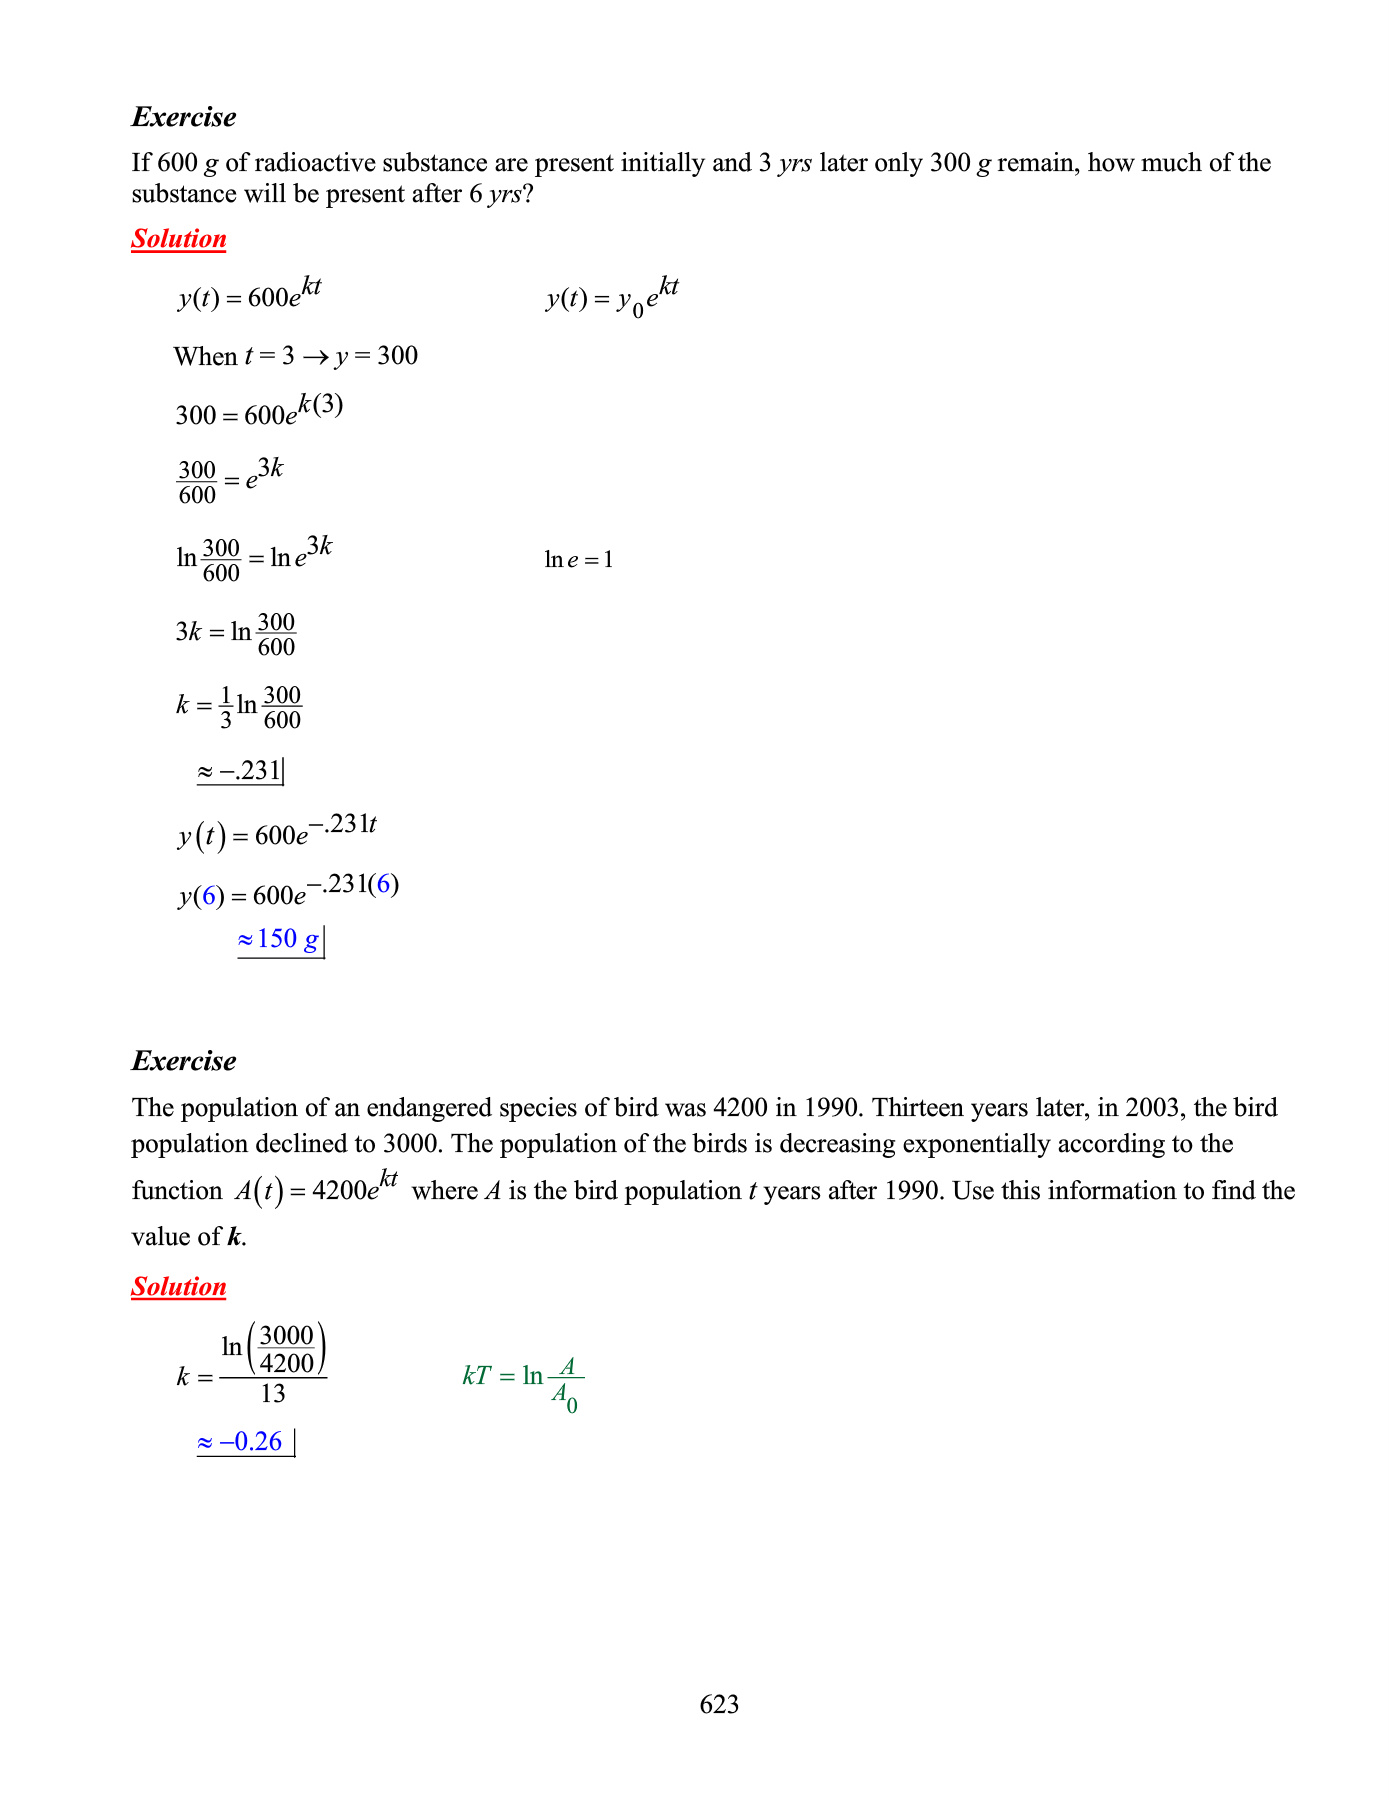 Exercise
If 600 g of radioactive substance are present initially and 3 yrs later only 300 g remain, how much of the
substance will be present after 6 yrs?
Solution
y(t) = 600e^{kt}    y(t) = y_0 e^{kt}
When t = 3 → y = 300
300 = 600e^{k(3)}
\frac{300}{600} = e^{3k}
ln \frac{300}{600} = ln e^{3k}    ln e = 1
3k = ln \frac{300}{600}
k = \frac{1}{3} ln \frac{300}{600}
≈ −.231|
y(t) = 600e^{−.231t}
y(6) = 600e^{−.231(6)}
≈ 150 g|
Exercise
The population of an endangered species of bird was 4200 in 1990. Thirteen years later, in 2003, the bird
population declined to 3000. The population of the birds is decreasing exponentially according to the
function A(t) = 4200e^{kt} where A is the bird population t years after 1990. Use this information to find the
value of k.
Solution
k = \frac{ln(\frac{3000}{4200})}{13}    kT = ln \frac{A}{A_0}
≈ −0.26 |
623